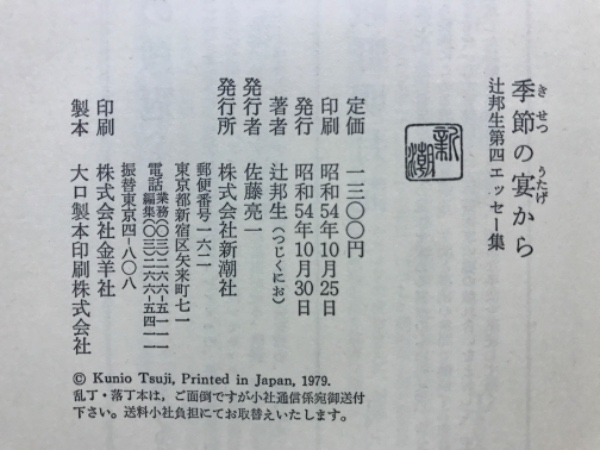 季節の宴から
きせつ うたげ
辻邦生第四エッセー集
新潮
定価 一三〇〇円
印刷 昭和54年10月25日
発行 昭和54年10月30日
著者 辻邦生(つじくにお)
発行者 佐藤亮一
発行所 株式会社新潮社
郵便番号一六二
東京都新宿区矢来町七一
電話 業務(〇三)二六六—五一一一
編集(〇三)二六六—五四一一
振替東京四—八〇八
印刷 株式会社金羊社
製本 大口製本印刷株式会社
© Kunio Tsuji, Printed in Japan, 1979.
乱丁・落丁本は、ご面倒ですが小社通信係宛御送付
下さい。送料小社負担にてお取替えいたします。